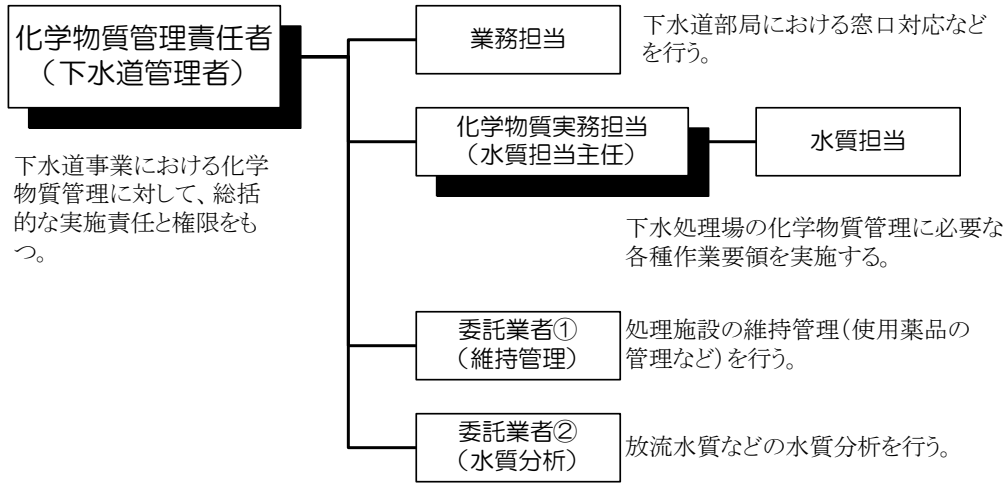 化学物質管理責任者
（下水道管理者）
下水道事業における化学
物質管理に対して、総括
的な実施責任と権限をも
つ。
業務担当
下水道部局における窓口対応など
を行う。
化学物質実務担当
（水質担当主任）
水質担当
下水処理場の化学物質管理に必要な
各種作業要領を実施する。
委託業者①
（維持管理）
処理施設の維持管理（使用薬品の
管理など）を行う。
委託業者②
（水質分析）
放流水質などの水質分析を行う。